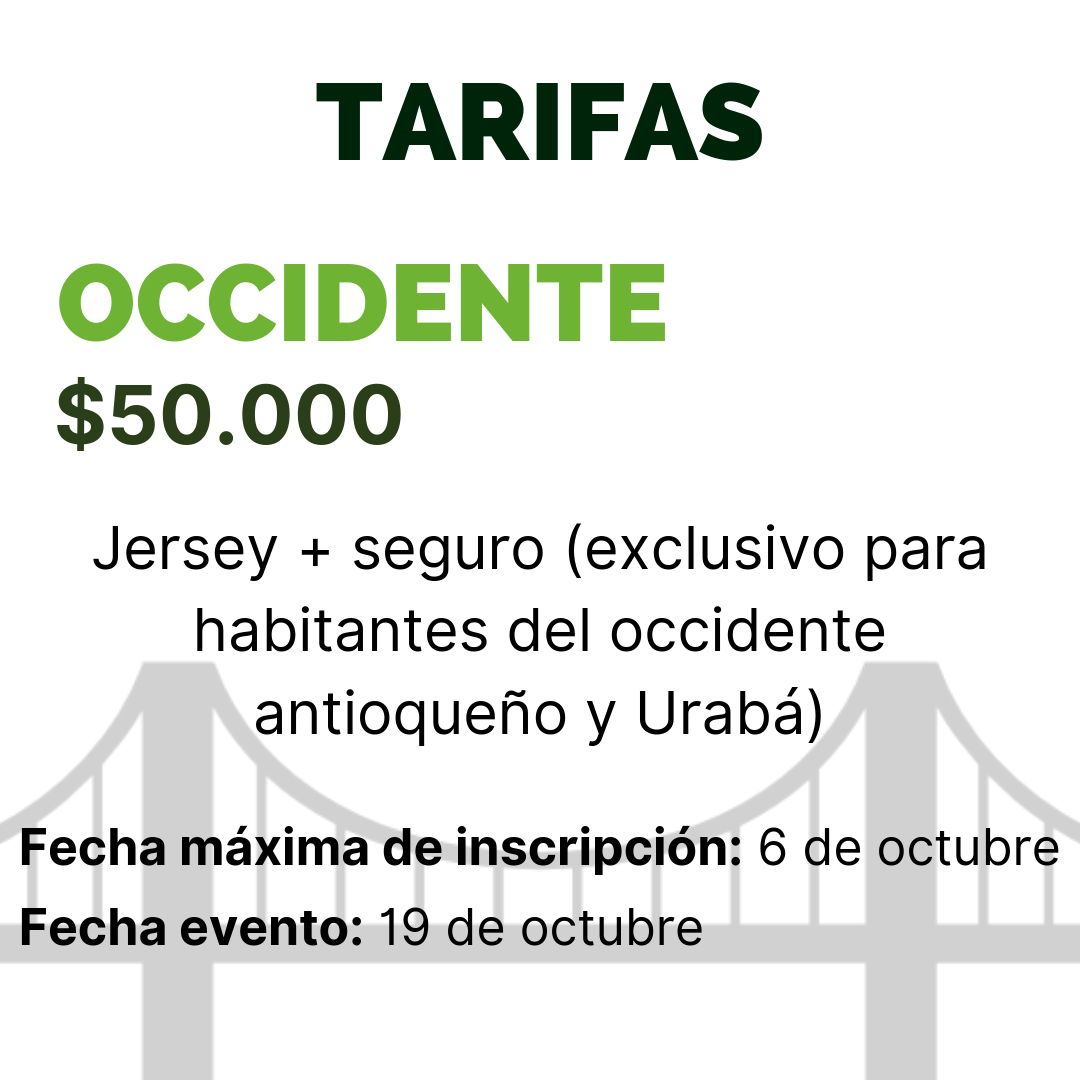 TARIFAS
OCCIDENTE
$50.000
Jersey + seguro (exclusivo para
habitantes del occidente
antioqueño y Urabá)
Fecha máxima de inscripción: 6 de octubre
Fecha evento: 19 de octubre